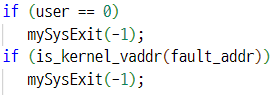 if (user == 0)
    mySysExit(-1);
if (is_kernel_vaddr(fault_addr))
    mySysExit(-1);